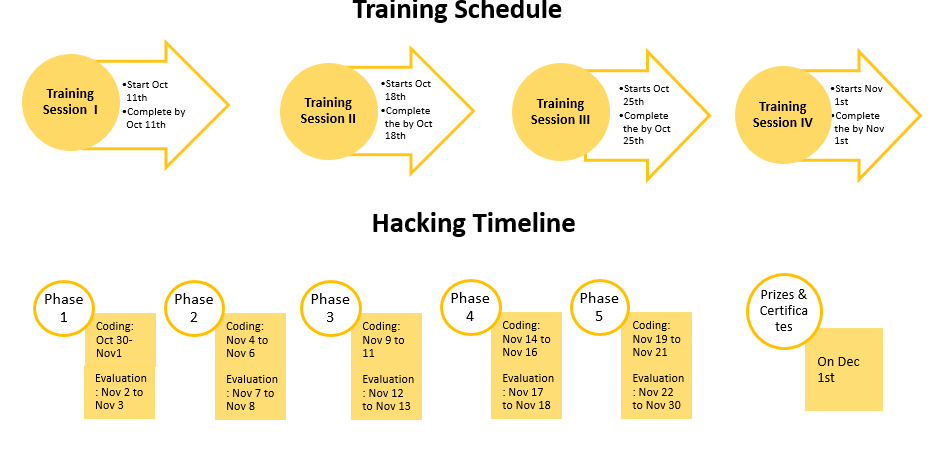 Training Schedule
Training
Session  I
•Start Oct
11th
•Complete by
Oct 11th
Training
Session II
•Starts Oct
18th
•Complete
the by Oct
18th
Training
Session III
•Starts Oct
25th
•Complete
the by Oct
25th
Training
Session IV
•Starts Nov
1st
•Complete
the by Nov
1st
Hacking Timeline
Phase
1
Coding:
Oct 30-
Nov1
Evaluation
: Nov 2 to
Nov 3
Phase
2
Coding:
Nov 4 to
Nov 6
Evaluation
: Nov 7 to
Nov 8
Phase
3
Coding:
Nov 9 to
11
Evaluation
: Nov 12
to Nov 13
Phase
4
Coding:
Nov 14 to
Nov 16
Evaluation
: Nov 17
to Nov 18
Phase
5
Coding:
Nov 19 to
Nov 21
Evaluation
: Nov 22
to Nov 30
Prizes &
Certifica
tes
On Dec
1st